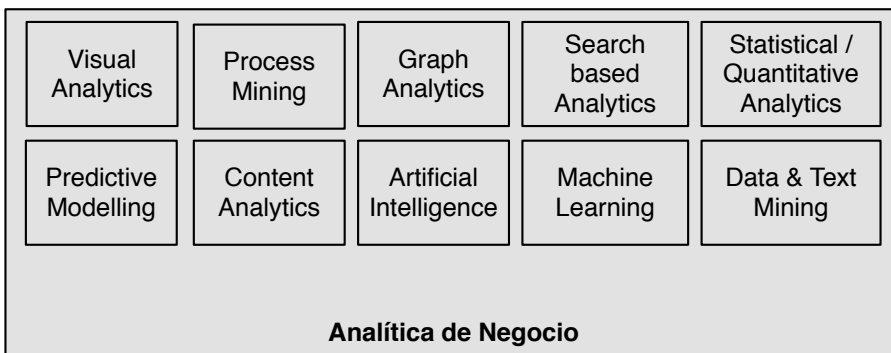 Visual
Analytics
Process
Mining
Graph
Analytics
Search
based
Analytics
Statistical /
Quantitative
Analytics
Predictive
Modelling
Content
Analytics
Artificial
Intelligence
Machine
Learning
Data & Text
Mining
Analítica de Negocio